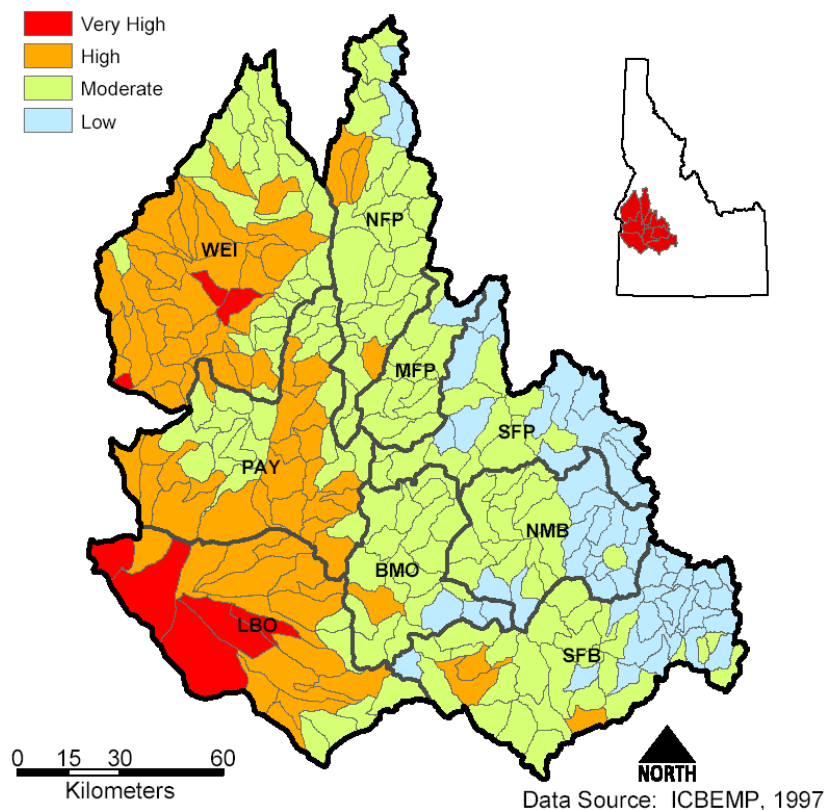 Very High
High
Moderate
Low
NFP
WEI
MFP
SFP
PAY
NMB
BMO
LBO
SFB
0 15 30 60
Kilometers
NORTH
Data Source: ICBEMP, 1997